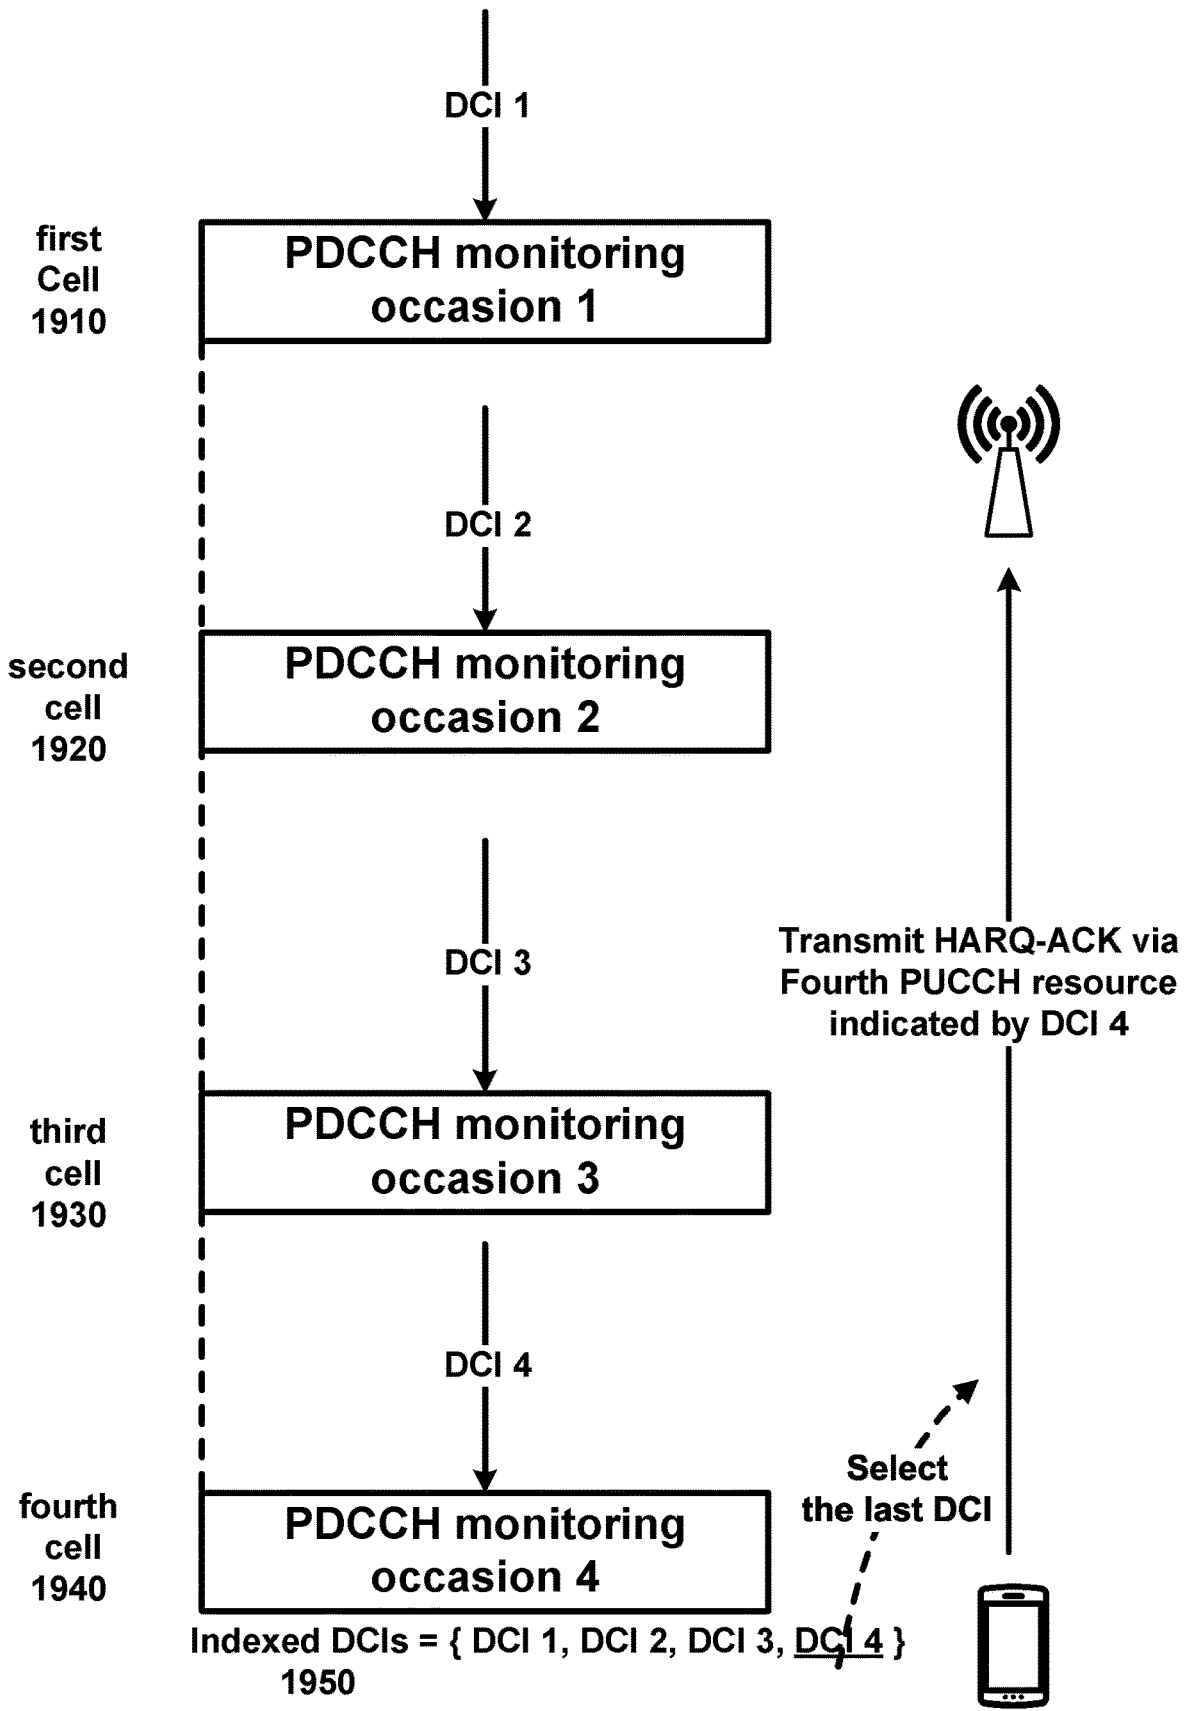 DCI 1
first
Cell
1910
PDCCH monitoring
occasion 1
DCI 2
second
cell
1920
PDCCH monitoring
occasion 2
DCI 3
Transmit HARQ-ACK via
Fourth PUCCH resource
indicated by DCI 4
third
cell
1930
PDCCH monitoring
occasion 3
DCI 4
Select
the last DCI
fourth
cell
1940
PDCCH monitoring
occasion 4
Indexed DCIs = { DCI 1, DCI 2, DCI 3, DCI 4 }
1950